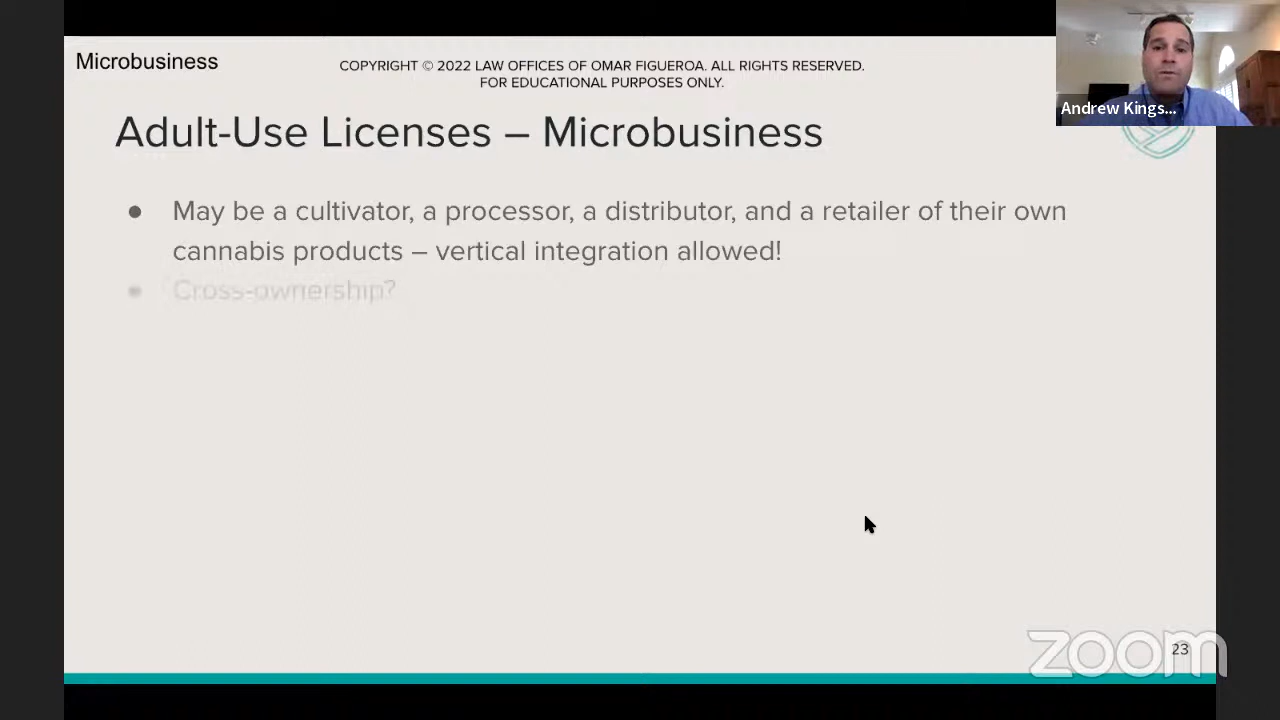 Microbusiness
COPYRIGHT © 2022 LAW OFFICES OF OMAR FIGUEROA. ALL RIGHTS RESERVED.
FOR EDUCATIONAL PURPOSES ONLY.
Andrew Kings...
Adult-Use Licenses – Microbusiness
● May be a cultivator, a processor, a distributor, and a retailer of their own
cannabis products – vertical integration allowed!
● Cross-ownership?
zoom
23